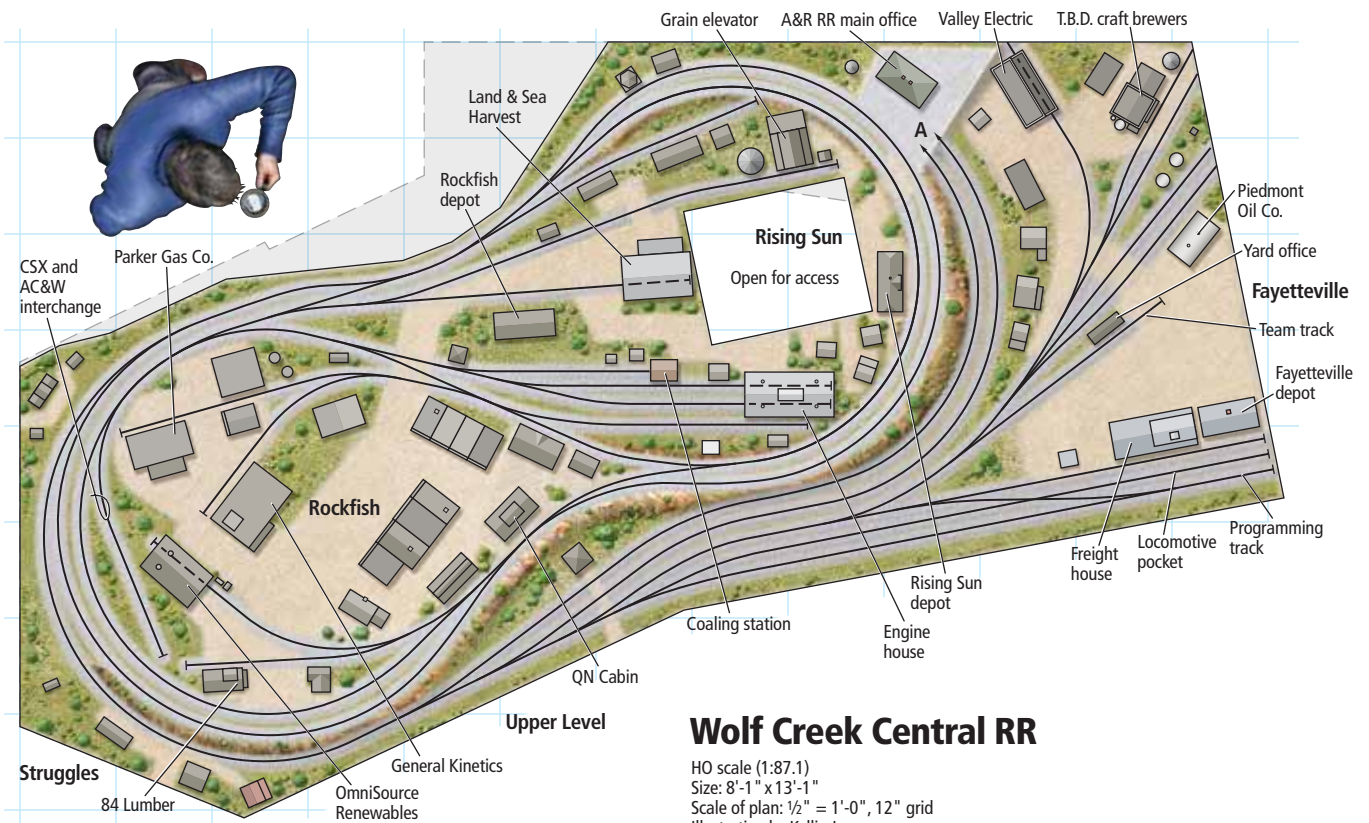 Grain elevator
A&R RR main office
Valley Electric
T.B.D. craft brewers
Land & Sea
Harvest
A
Rockfish
depot
Piedmont
Oil Co.
Rising Sun
Open for access
Yard office
Parker Gas Co.
CSX and
AC&W
interchange
Fayetteville
Team track
Fayetteville
depot
Rockfish
Programming
track
Locomotive
pocket
Freight
house
Rising Sun
depot
Coaling station
Engine
house
QN Cabin
Upper Level
General Kinetics
Struggles
OmniSource
Renewables
84 Lumber
Wolf Creek Central RR
HO scale (1:87.1)
Size: 8'-1" x 13'-1"
Scale of plan: ½" = 1'-0", 12" grid